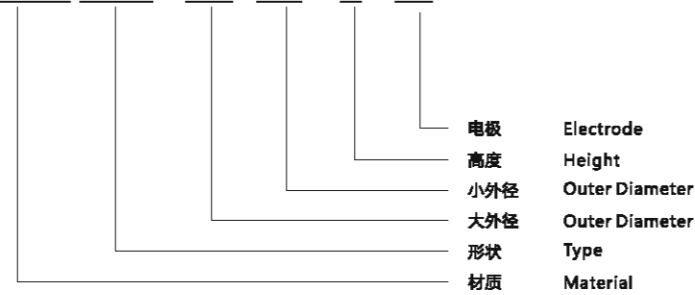 电极 Electrode
高度 Height
小外径 Outer Diameter
大外径 Outer Diameter
形状 Type
材质 Material